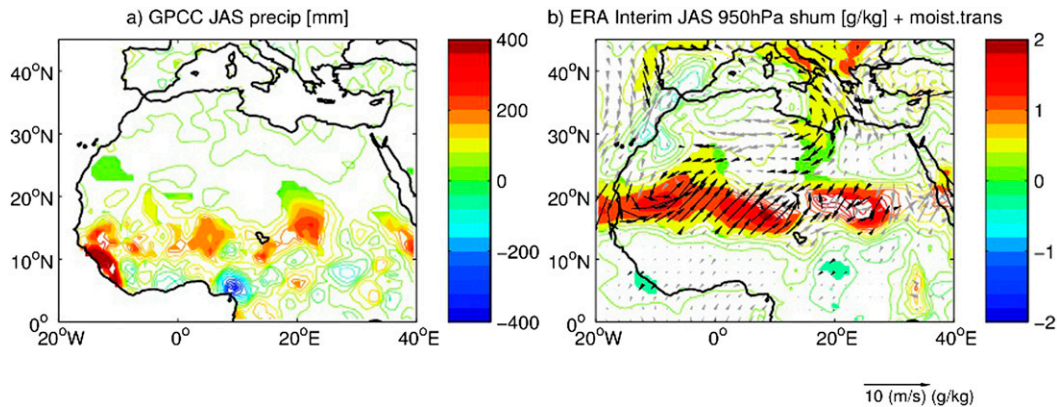 a) GPCC JAS precip [mm]
b) ERA Interim JAS 950hPa shum [g/kg] + moist.trans
40°N
30°N
20°N
10°N
0°
20°W
0°
20°E
40°E
400
200
0
−200
−400
40°N
30°N
20°N
10°N
0°
20°W
0°
20°E
40°E
2
1
0
−1
−2
10 (m/s) (g/kg)